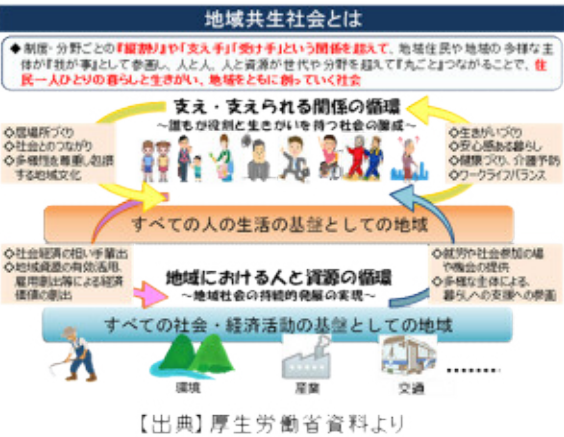 地域共生社会とは
◆制度・分野ごとの『縦割り』や「支え手」「受け手」という関係を超えて、地域住民や地域の多様な主
体が『我が事』として参画し、人と人、人と資源が世代や分野を超えて『丸ごと』つながることで、住
民一人ひとりの暮らしと生きがい、地域をともに創っていく社会
支え・支えられる関係の循環
~誰もが役割と生きがいを持つ社会の醸成~
◇居場所づくり
◇社会とのつながり
◇多様性を尊重し包摂
する地域文化
◇生きがいづくり
◇安心感ある暮らし
◇健康づくり、介護予防
◇ワークライフバランス
すべての人の生活の基盤としての地域
◇社会経済の担い手輩出
◇地域資源の有効活用、
雇用創出等による経済
価値の創出
地域における人と資源の循環
~地域社会の持続的発展の実現~
◇就労や社会参加の場
や機会の提供
◇多様な主体による、
暮らしへの支援への参画
すべての社会・経済活動の基盤としての地域
環境
産業
交通
【出典】厚生労働省資料より